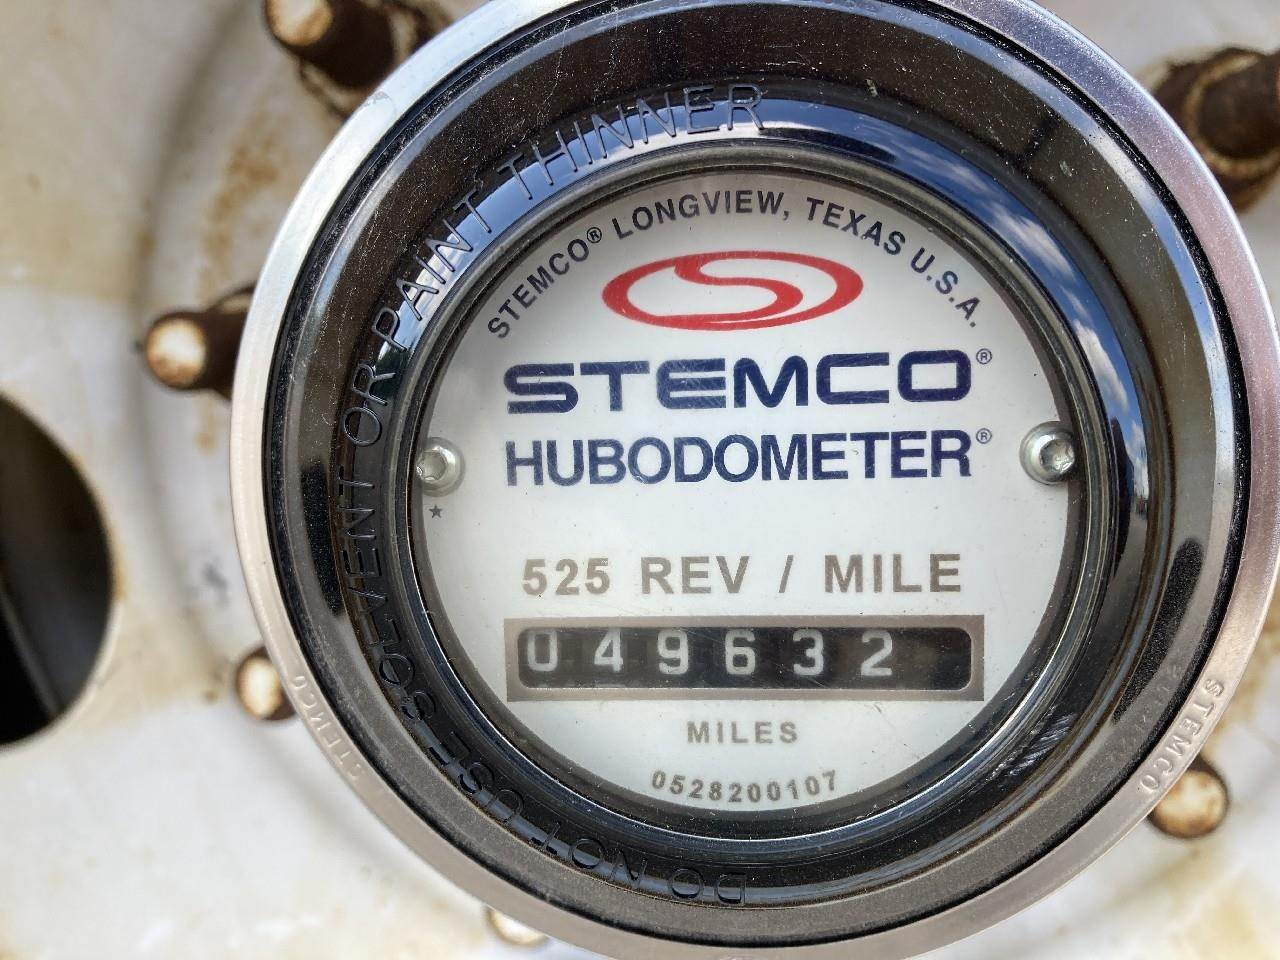 DO NOT USE SOLVENT OR PAINT THINNER
STEMCO® LONGVIEW, TEXAS U.S.A.
STEMCO®
HUBODOMETER®
525 REV / MILE
049632
MILES
0528200107
STEMCO
STEMCO